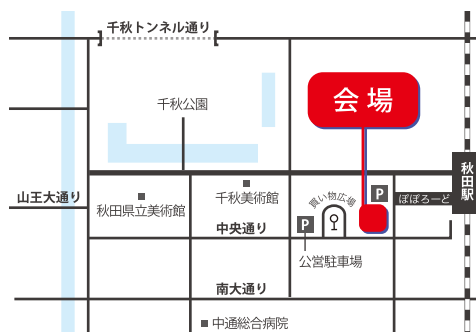 千秋トンネル通り
千秋公園
会場
秋田駅
山王大通り
秋田県立美術館
千秋美術館
買い物広場
P
ぽぽろーど
P
中央通り
公営駐車場
南大通り
中通総合病院